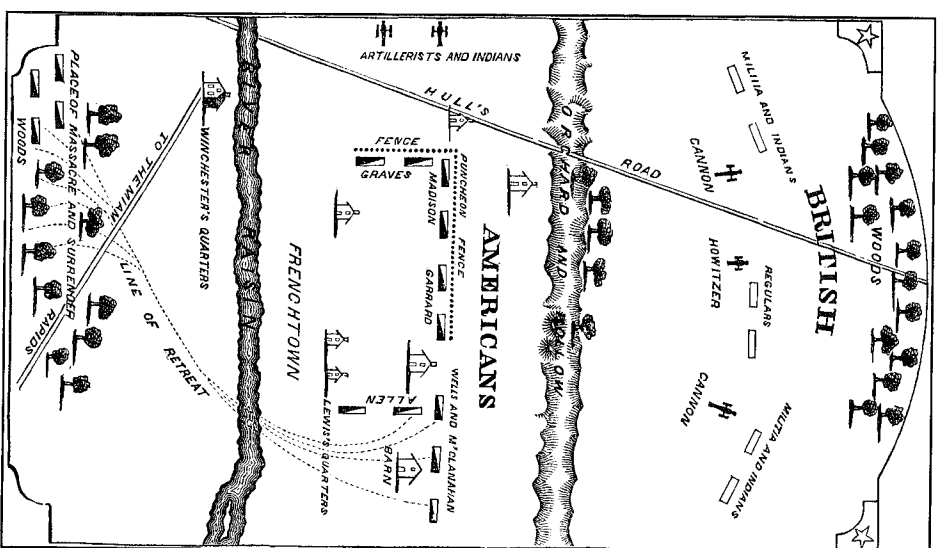 ARTILLERISTS AND INDIANS
HULL'S ROAD
MILITIA AND INDIANS
CANNON
BRITISH
WOODS
HOWITZER
REGULARS
CANNON
MILITIA AND INDIANS
ORCHARD AND HOLLOW
AMERICANS
FENCE
GRAVES
MADISON
PUNCHEON FENCE
GARRARD
WELLS AND McCLANAHAN
ALLEN
BARN
LEWIS'S QUARTERS
FRENCHTOWN
RIVER RAISIN
WINCHESTER'S QUARTERS
TO THE MIAMI RAPIDS
LINE OF RETREAT
PLACE OF MASSACRE AND SURRENDER
WOODS